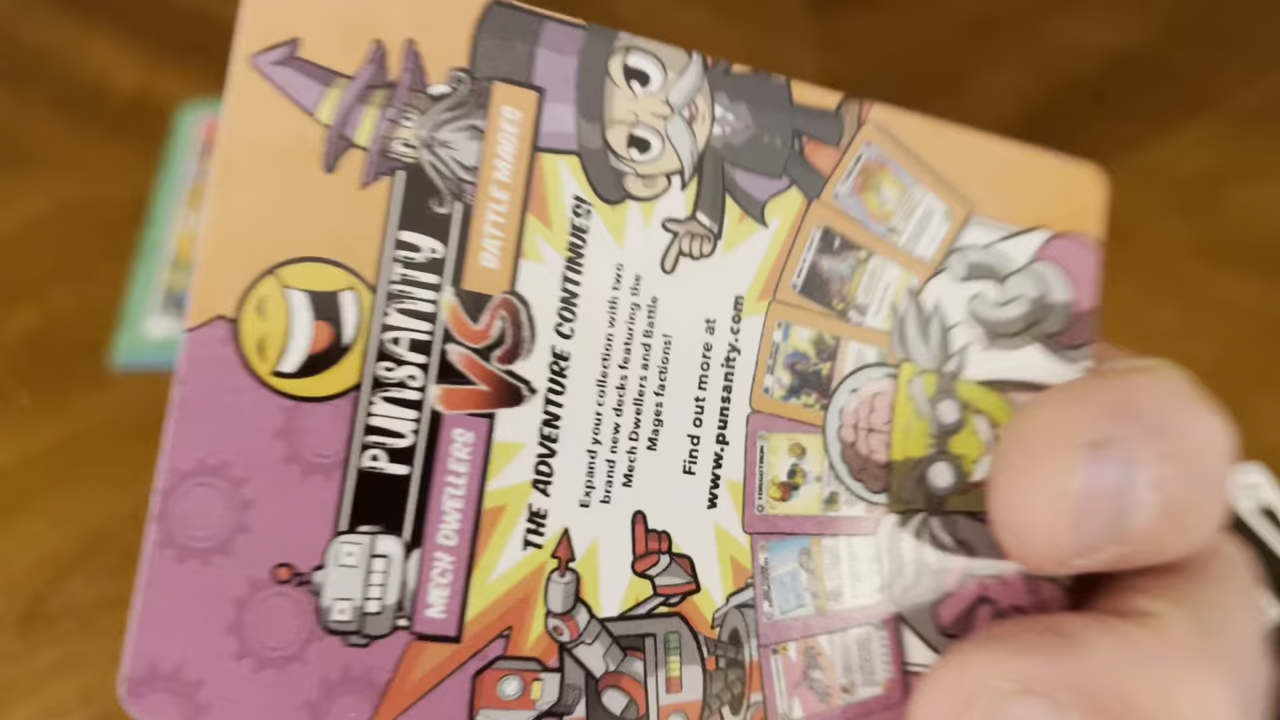 PUNSANITY
MECH DWELLERS
VS
BATTLE MAGES
THE ADVENTURE CONTINUES!
Expand your collection with two
brand new decks featuring the
Mech Dwellers and Battle
Mages factions!
Find out more at
www.punsanity.com